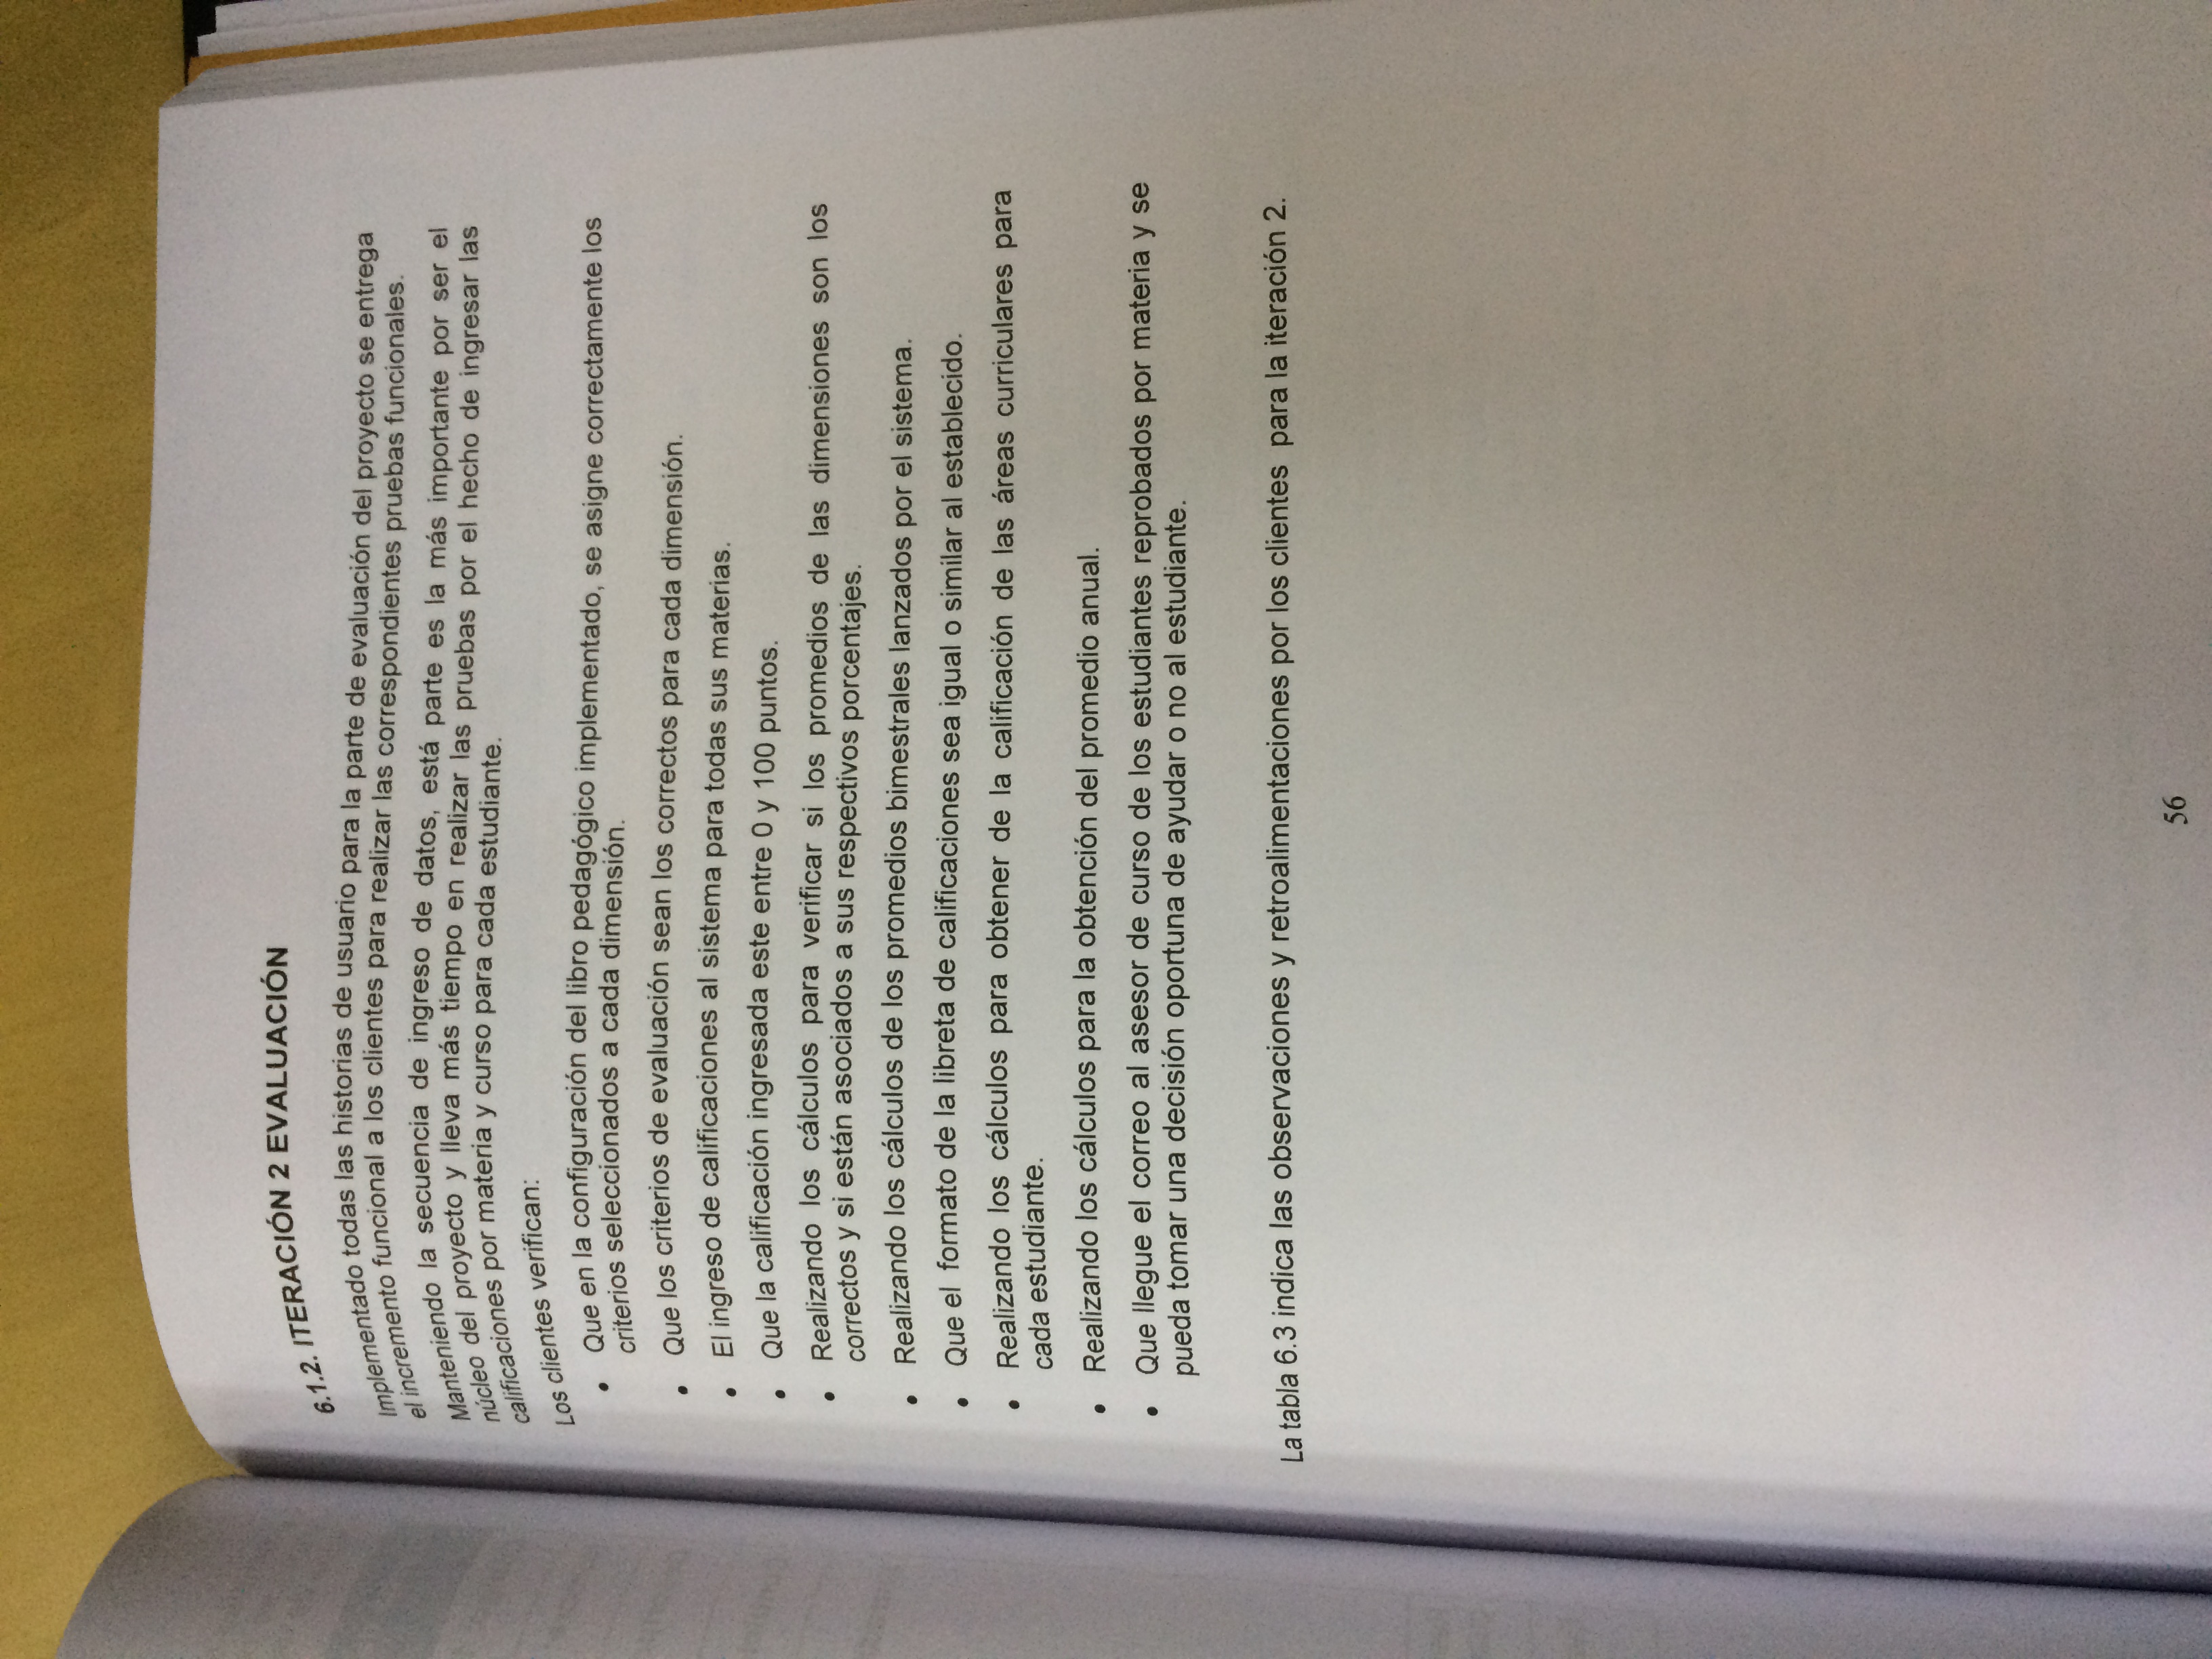 6.1.2. ITERACIÓN 2 EVALUACIÓN
Implementado todas las historias de usuario para la parte de evaluación del proyecto se entrega
el incremento funcional a los clientes para realizar las correspondientes pruebas funcionales.
Manteniendo la secuencia de ingreso de datos, está parte es la más importante por ser el
núcleo del proyecto y lleva más tiempo en realizar las pruebas por el hecho de ingresar las
calificaciones por materia y curso para cada estudiante.
Los clientes verifican:
• Que en la configuración del libro pedagógico implementado, se asigne correctamente los
criterios seleccionados a cada dimensión.
• Que los criterios de evaluación sean los correctos para cada dimensión.
• El ingreso de calificaciones al sistema para todas sus materias.
• Que la calificación ingresada este entre 0 y 100 puntos.
• Realizando los cálculos para verificar si los promedios de las dimensiones son los
correctos y si están asociados a sus respectivos porcentajes.
• Realizando los cálculos de los promedios bimestrales lanzados por el sistema.
• Que el formato de la libreta de calificaciones sea igual o similar al establecido.
• Realizando los cálculos para obtener de la calificación de las áreas curriculares para
cada estudiante.
• Realizando los cálculos para la obtención del promedio anual.
• Que llegue el correo al asesor de curso de los estudiantes reprobados por materia y se
pueda tomar una decisión oportuna de ayudar o no al estudiante.
La tabla 6.3 indica las observaciones y retroalimentaciones por los clientes para la iteración 2.
56